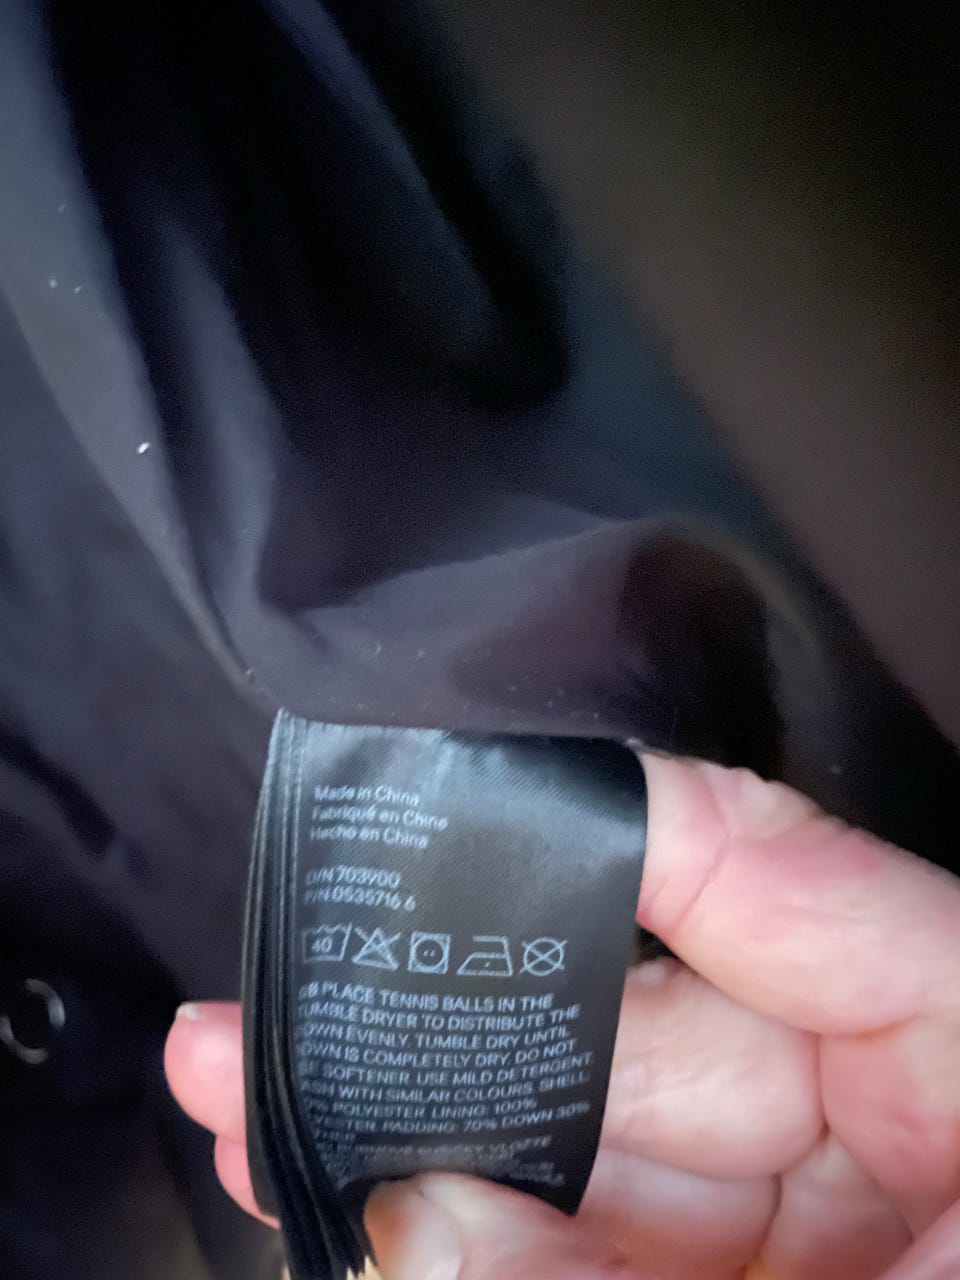 Made in China
Fabriqué en Chine
Hecho en China
D/N 703900
P/N 0535716 6
40
GB PLACE TENNIS BALLS IN THE
TUMBLE DRYER TO DISTRIBUTE THE
DOWN EVENLY. TUMBLE DRY UNTIL
DOWN IS COMPLETELY DRY. DO NOT
SOFTENER. USE MILD DETERGENT.
WITH SIMILAR COLOURS. SHELL:
POLYESTER. LINING: 100%
PADDING: 70% DOWN 30%